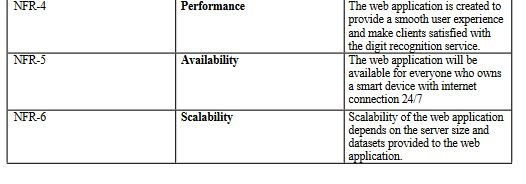 NFR-4 Performance The web application is created to
provide a smooth user experience
and make clients satisfied with
the digit recognition service.
NFR-5 Availability The web application will be
available for everyone who owns
a smart device with internet
connection 24/7
NFR-6 Scalability Scalability of the web application
depends on the server size and
datasets provided to the web
application.